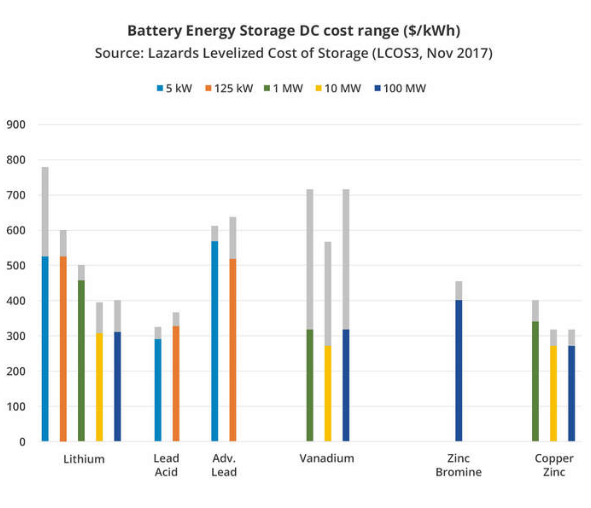 Battery Energy Storage DC cost range ($/kWh)
Source: Lazards Levelized Cost of Storage (LCOS3, Nov 2017)
5 kW 125 kW 1 MW 10 MW 100 MW
900
800
700
600
500
400
300
200
100
0
Lithium
Lead
Acid
Adv.
Lead
Vanadium
Zinc
Bromine
Copper
Zinc